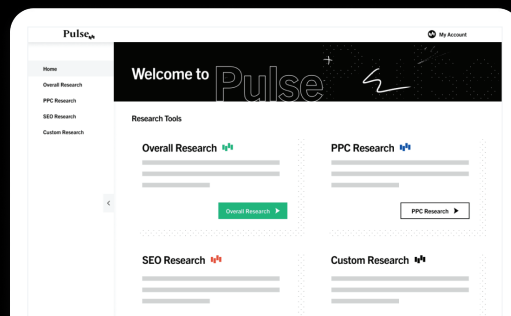 Pulse
My Account
Home
Overall Research
PPC Research
SEO Research
Custom Research
Welcome to Pulse
Research Tools
Overall Research
PPC Research
Overall Research
PPC Research
SEO Research
Custom Research